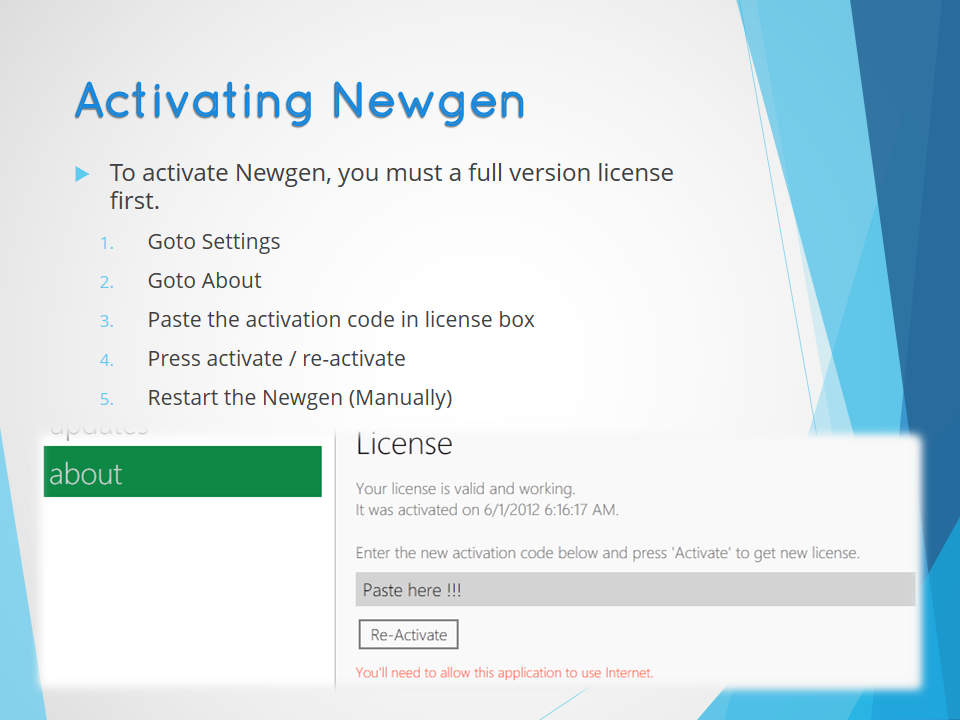 Activating Newgen
To activate Newgen, you must a full version license
first.
1. Goto Settings
2. Goto About
3. Paste the activation code in license box
4. Press activate / re-activate
5. Restart the Newgen (Manually)
updates
about
License
Your license is valid and working.
It was activated on 6/1/2012 6:16:17 AM.
Enter the new activation code below and press 'Activate' to get new license.
Paste here !!!
Re-Activate
You'll need to allow this application to use Internet.